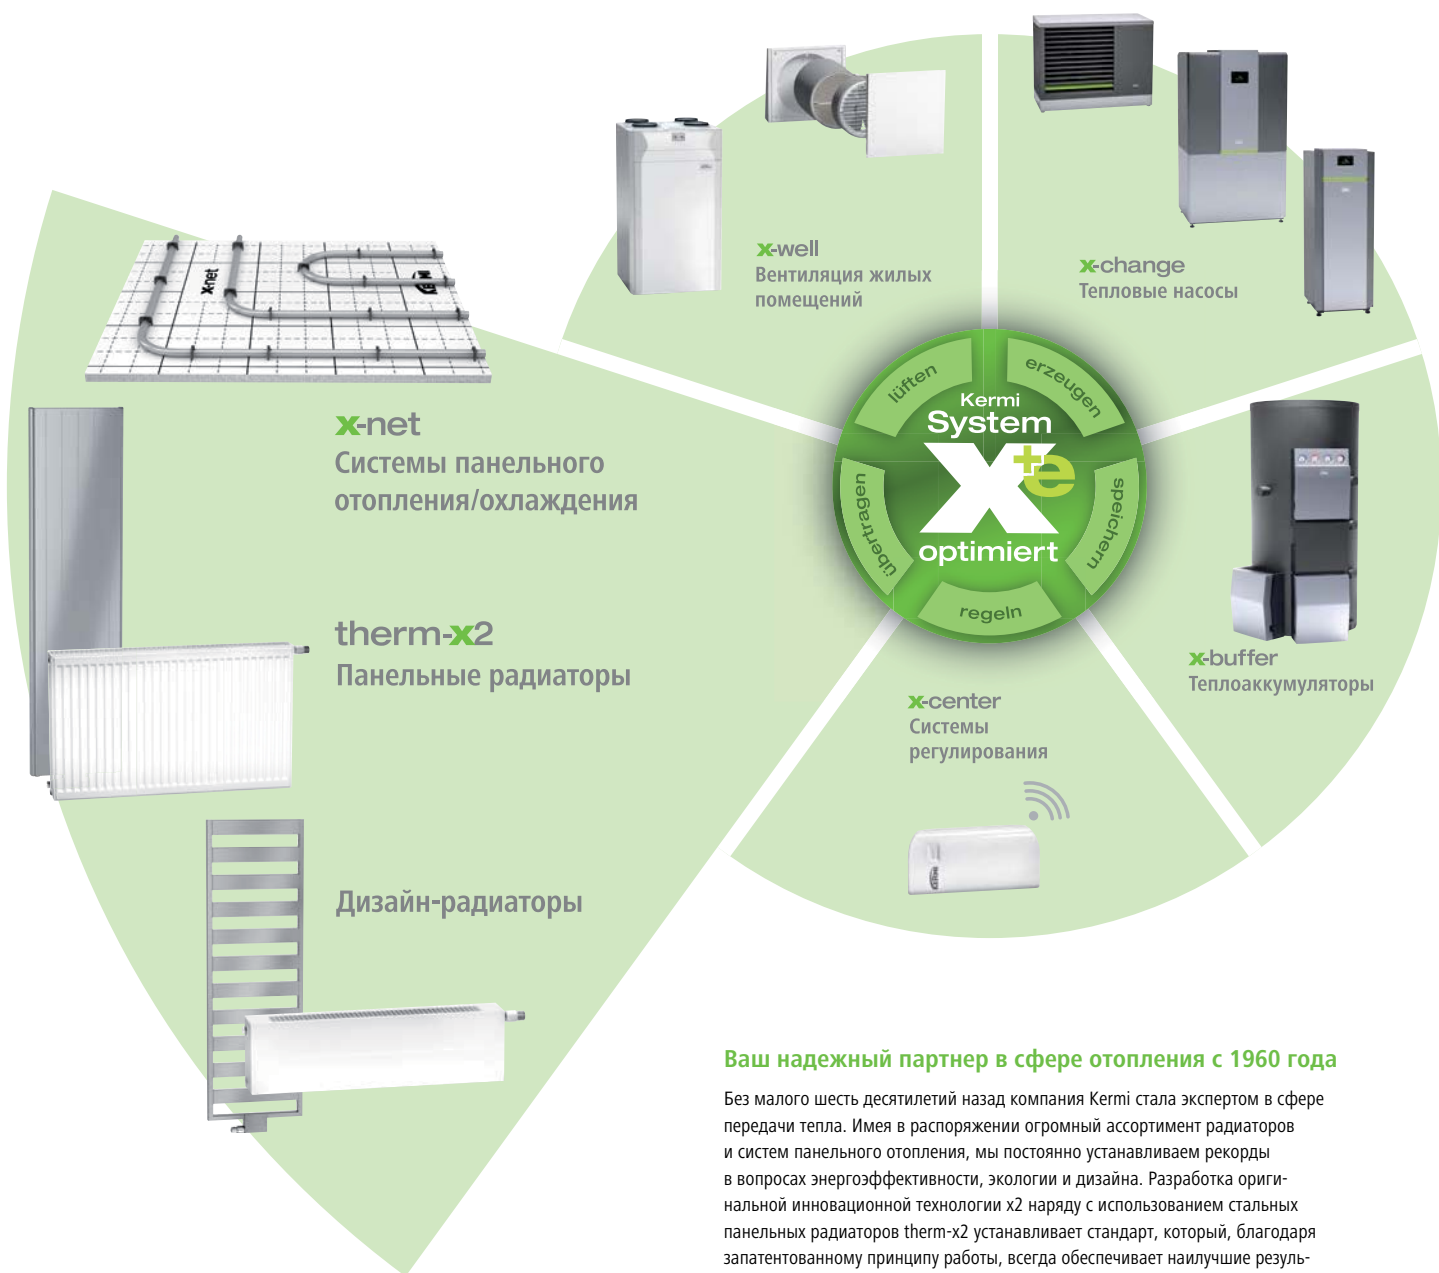 x-well
Вентиляция жилых
помещений
x-change
Тепловые насосы
x-net
KERMI
x-net
Системы панельного
отопления/охлаждения
lüften
erzeugen
übertragen
speichern
regeln
Kermi
System
x+e
optimiert
therm-x2
Панельные радиаторы
x-buffer
Теплоаккумуляторы
x-center
Системы
регулирования
KERMI
Дизайн-радиаторы
Ваш надежный партнер в сфере отопления с 1960 года
Без малого шесть десятилетий назад компания Kermi стала экспертом в сфере
передачи тепла. Имея в распоряжении огромный ассортимент радиаторов
и систем панельного отопления, мы постоянно устанавливаем рекорды
в вопросах энергоэффективности, экологии и дизайна. Разработка ориги-
нальной инновационной технологии x2 наряду с использованием стальных
панельных радиаторов therm-x2 устанавливает стандарт, который, благодаря
запатентованному принципу работы, всегда обеспечивает наилучшие резуль-